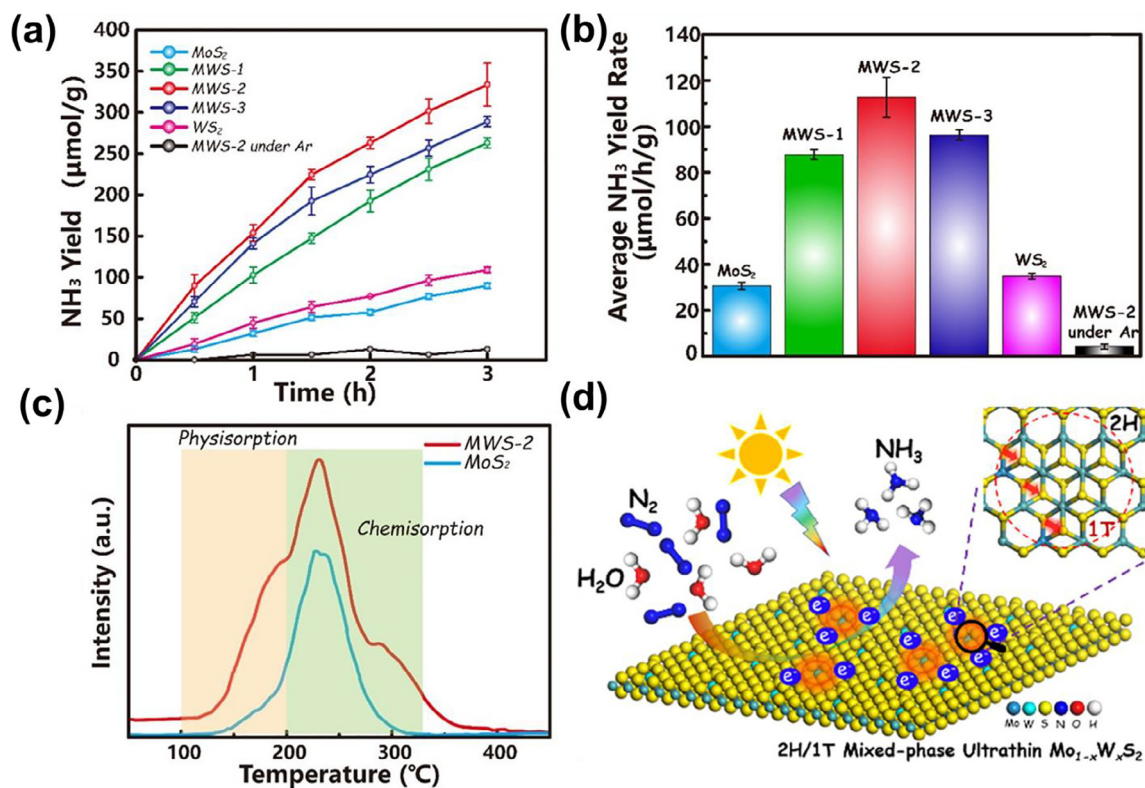 (a)
400
350
300
250
200
150
100
50
0
NH₃ Yield (μmol/g)
MoS₂
MWS-1
MWS-2
MWS-3
WS₂
MWS-2 under Ar
0 1 2 3
Time (h)
(b)
140
120
100
80
60
40
20
0
Average NH₃ Yield Rate
(μmol/h/g)
MoS₂
MWS-1
MWS-2
MWS-3
WS₂
MWS-2
under Ar
(c)
Intensity (a.u.)
Physisorption
Chemisorption
MWS-2
MoS₂
100 200 300 400
Temperature (℃)
(d)
N₂
H₂O
NH₃
2H
1T
e⁻ e⁻ e⁻ e⁻ e⁻ e⁻ e⁻ e⁻ e⁻ e⁻
Mo W S N O H
2H/1T Mixed-phase Ultrathin Mo₁₋ₓWₓS₂